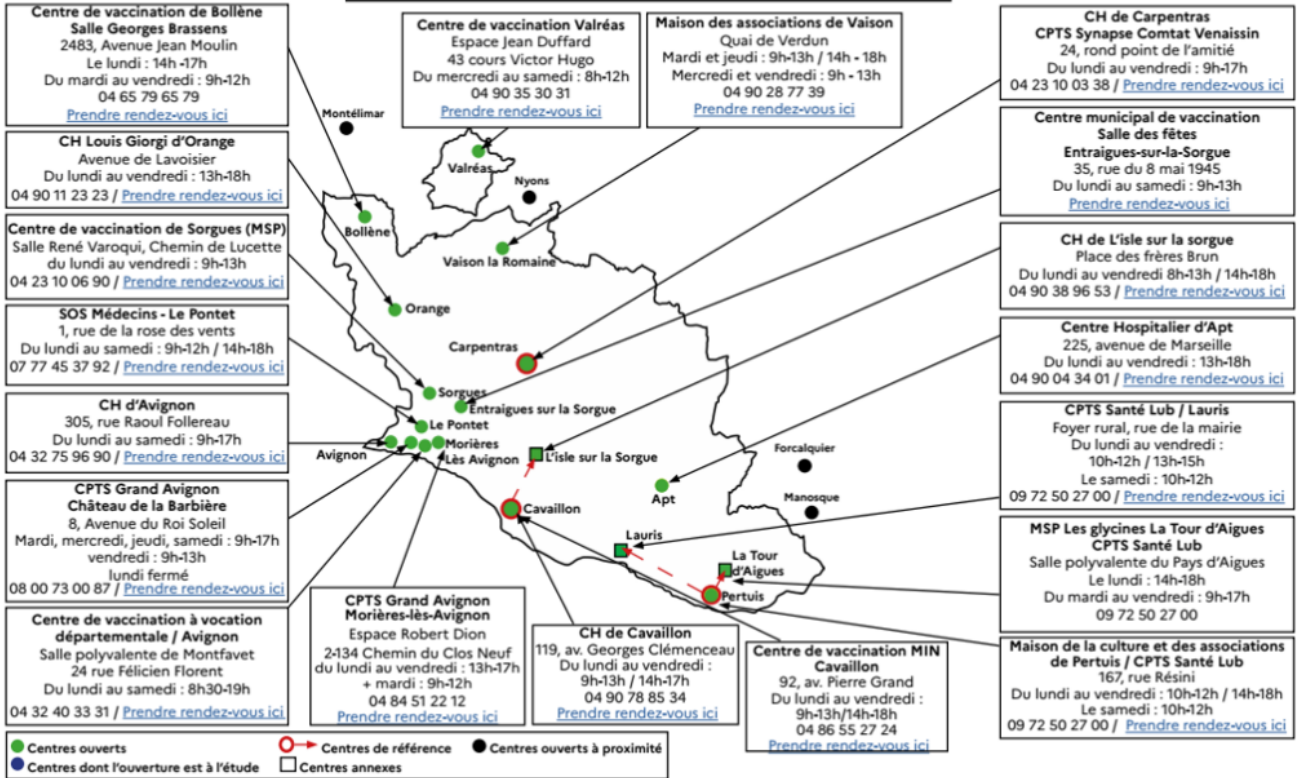 Centre de vaccination de Bollène
Salle Georges Brassens
2483, Avenue Jean Moulin
Le lundi : 14h -17h
Du mardi au vendredi : 9h-12h
04 65 79 65 79
Prendre rendez-vous ici
CH Louis Giorgi d'Orange
Avenue de Lavoisier
Du lundi au vendredi : 13h-18h
04 90 11 23 23 / Prendre rendez-vous ici
Centre de vaccination de Sorgues (MSP)
Salle René Varoqui, Chemin de Lucette
du lundi au vendredi : 9h-13h
04 23 10 06 90 / Prendre rendez-vous ici
SOS Médecins - Le Pontet
1, rue de la rose des vents
Du lundi au samedi : 9h-12h / 14h-18h
07 77 45 37 92 / Prendre rendez-vous ici
CH d'Avignon
305, rue Raoul Follereau
Du lundi au samedi : 9h-17h
04 32 75 96 90 / Prendre rendez-vous ici
CPTS Grand Avignon
Château de la Barbière
8, Avenue du Roi Soleil
Mardi, mercredi, jeudi, samedi : 9h-17h
vendredi : 9h-13h
lundi fermé
08 00 73 00 87 / Prendre rendez-vous ici
Centre de vaccination à vocation
départementale / Avignon
Salle polyvalente de Montfavet
24 rue Félicien Florent
Du lundi au samedi : 8h30-19h
04 32 40 33 31 / Prendre rendez-vous ici
Centre de vaccination Valréas
Espace Jean Duffard
43 cours Victor Hugo
Du mercredi au samedi : 8h-12h
04 90 35 30 31
Prendre rendez-vous ici
Maison des associations de Vaison
Quai de Verdun
Mardi et jeudi : 9h-13h / 14h - 18h
Mercredi et vendredi : 9h - 13h
04 90 28 77 39
Prendre rendez-vous ici
Montélimar
Valréas
Nyons
Bollène
Vaison la Romaine
Orange
Carpentras
Sorgues
Entraigues sur la Sorgue
Le Pontet
Avignon
Morières
Lès Avignon
L'isle sur la Sorgue
Cavaillon
Apt
Forcalquier
Manosque
Lauris
La Tour
d'Aigues
Pertuis
CPTS Grand Avignon
Morières-lès-Avignon
Espace Robert Dion
2-134 Chemin du Clos Neuf
du lundi au vendredi : 13h-17h
+ mardi : 9h-12h
04 84 51 22 12
Prendre rendez-vous ici
CH de Cavaillon
119, av. Georges Clémenceau
Du lundi au vendredi :
9h-13h / 14h-17h
04 90 78 85 34
Prendre rendez-vous ici
Centre de vaccination MIN
Cavaillon
92, av. Pierre Grand
Du lundi au vendredi :
9h-13h/14h-18h
04 86 55 27 24
Prendre rendez-vous ici
CH de Carpentras
CPTS Synapse Comtat Venaissin
24, rond point de l'amitié
Du lundi au vendredi : 9h-17h
04 23 10 03 38 / Prendre rendez-vous ici
Centre municipal de vaccination
Salle des fêtes
Entraigues-sur-la-Sorgue
35, rue du 8 mai 1945
Du lundi au samedi : 9h-13h
Prendre rendez-vous ici
CH de L'isle sur la sorgue
Place des frères Brun
Du lundi au vendredi 8h-13h / 14h-18h
04 90 38 96 53 / Prendre rendez-vous ici
Centre Hospitalier d'Apt
225, avenue de Marseille
Du lundi au vendredi : 13h-18h
04 90 04 34 01 / Prendre rendez-vous ici
CPTS Santé Lub / Lauris
Foyer rural, rue de la mairie
Du lundi au vendredi :
10h-12h / 13h-15h
Le samedi : 10h-12h
09 72 50 27 00 / Prendre rendez-vous ici
MSP Les glycines La Tour d'Aigues
CPTS Santé Lub
Salle polyvalente du Pays d'Aigues
Le lundi : 14h-18h
Du mardi au vendredi : 9h-17h
09 72 50 27 00
Maison de la culture et des associations
de Pertuis / CPTS Santé Lub
167, rue Résini
Du lundi au vendredi : 10h-12h / 14h-18h
Le samedi : 10h-12h
09 72 50 27 00 / Prendre rendez-vous ici
Centres ouverts
Centres de référence
Centres ouverts à proximité
Centres dont l'ouverture est à l'étude
Centres annexes